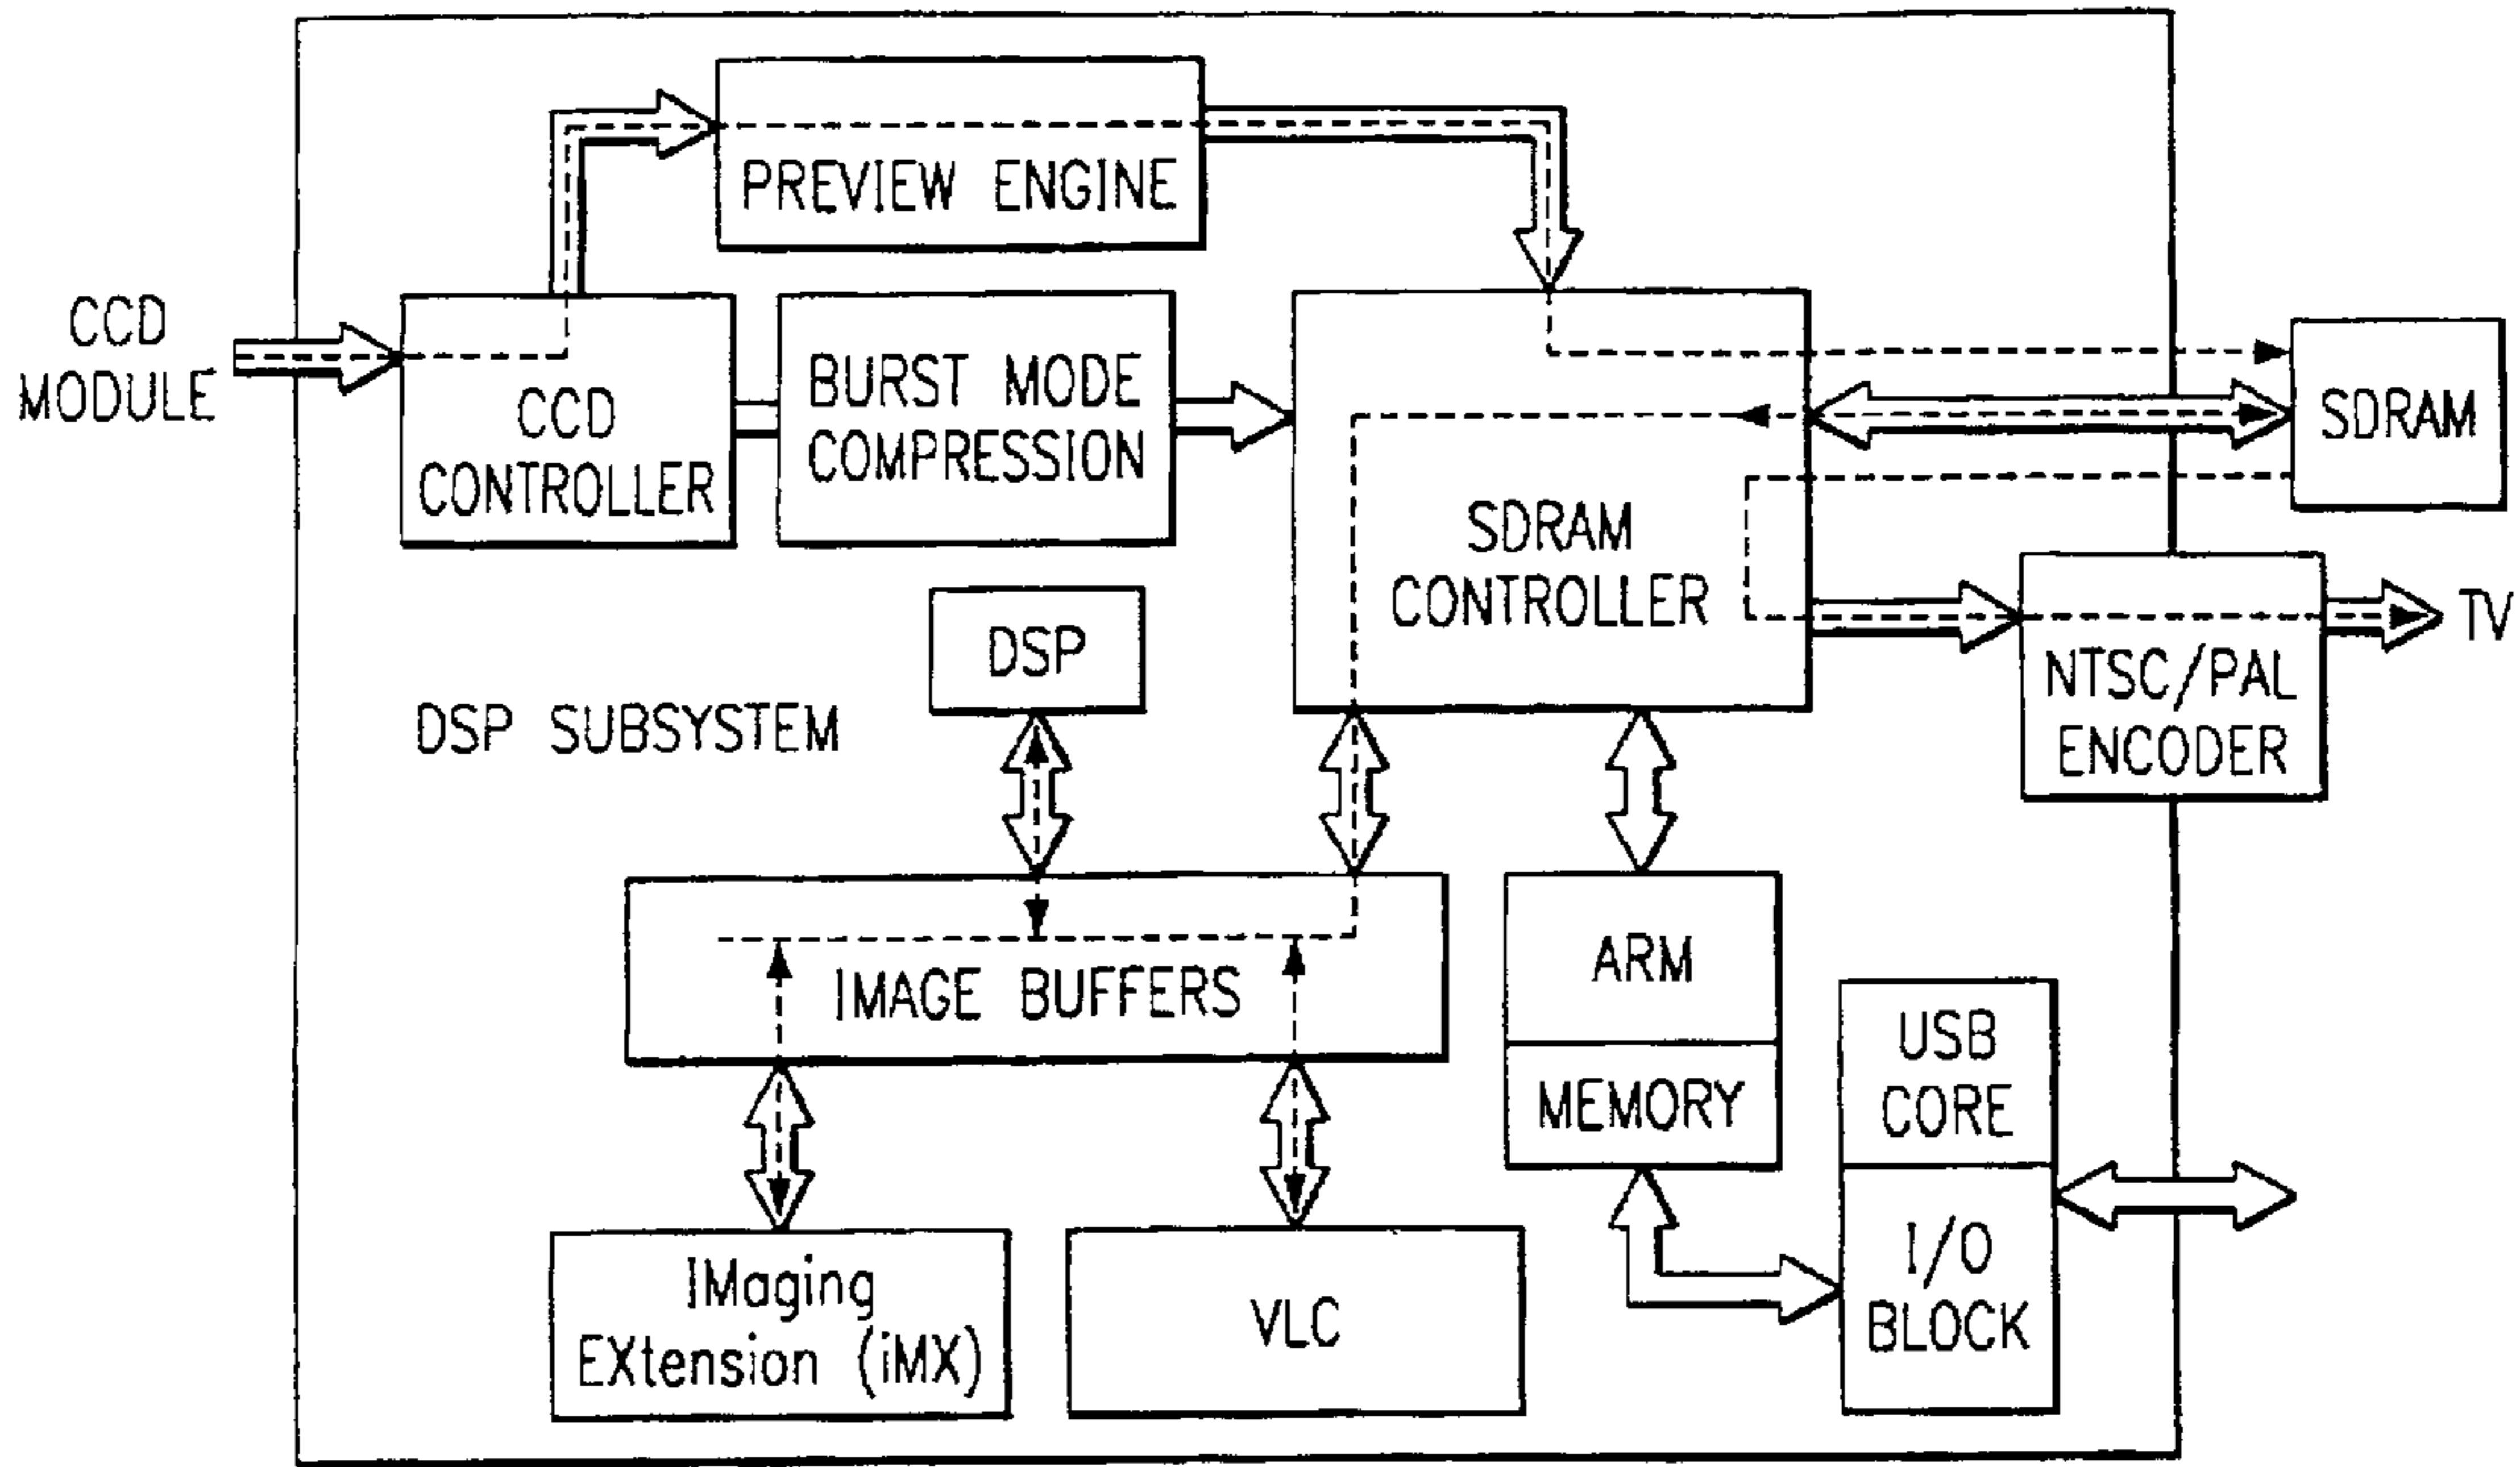 PREVIEW ENGINE
CCD
MODULE
CCD
CONTROLLER
BURST MODE
COMPRESSION
SDRAM
CONTROLLER
SDRAM
TV
NTSC/PAL
ENCODER
DSP
DSP SUBSYSTEM
IMAGE BUFFERS
ARM
MEMORY
USB
CORE
I/O
BLOCK
IMaging
EXtension (iMX)
VLC